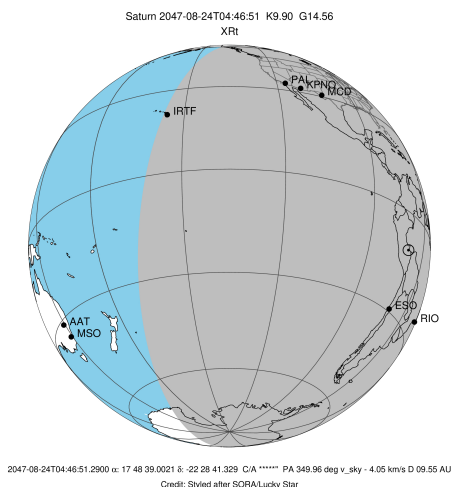 Saturn 2047-08-24T04:46:51 K9.90 G14.56
XRt
PAL
KPNO
MCD
IRTF
ESO
RIO
AAT
MSO
2047-08-24T04:46:51.2900 α: 17 48 39.0021 δ: -22 28 41.329 C/A *****" PA 349.96 deg v_sky - 4.05 km/s D 09.55 AU
Credit: Styled after SORA/Lucky Star